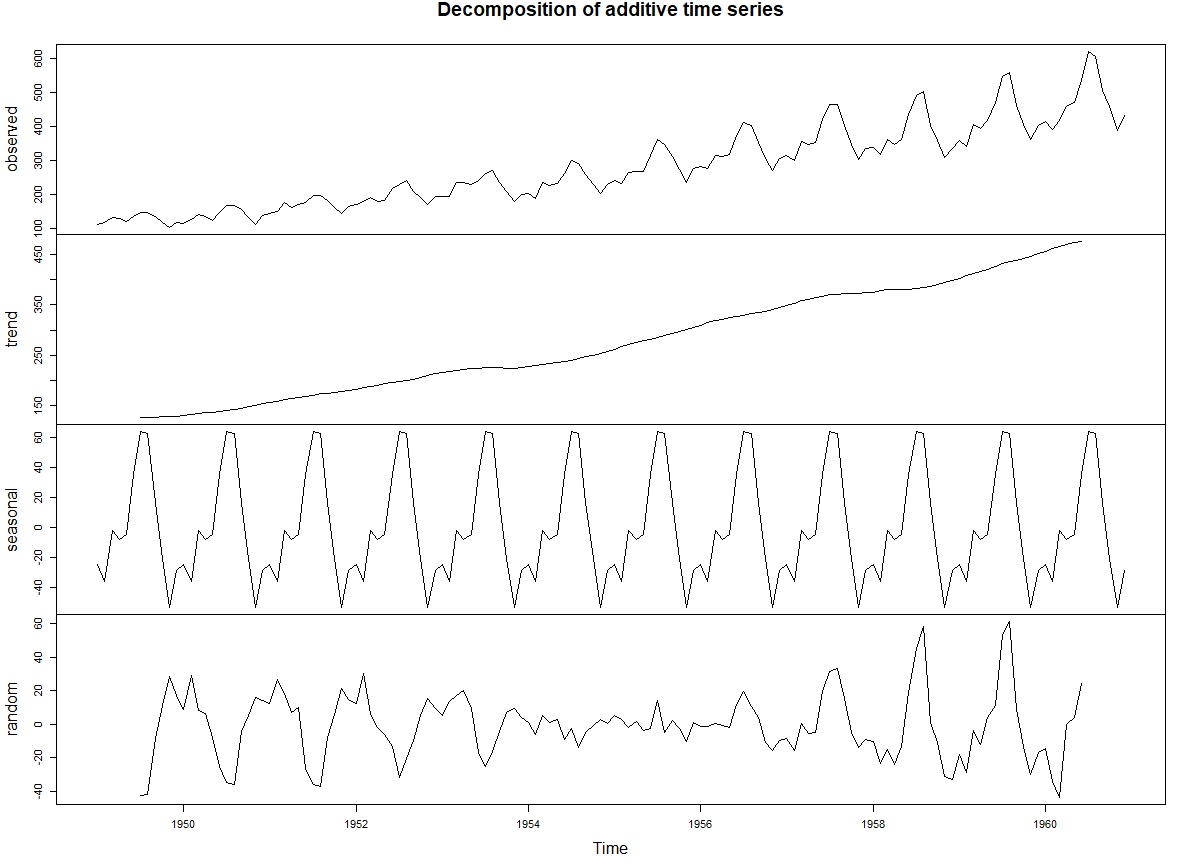 Decomposition of additive time series
observed
100 200 300 400 500 600
trend
150 250 350 450
seasonal
-40 -20 0 20 40 60
random
-40 -20 0 20 40 60
1950 1952 1954 1956 1958 1960
Time